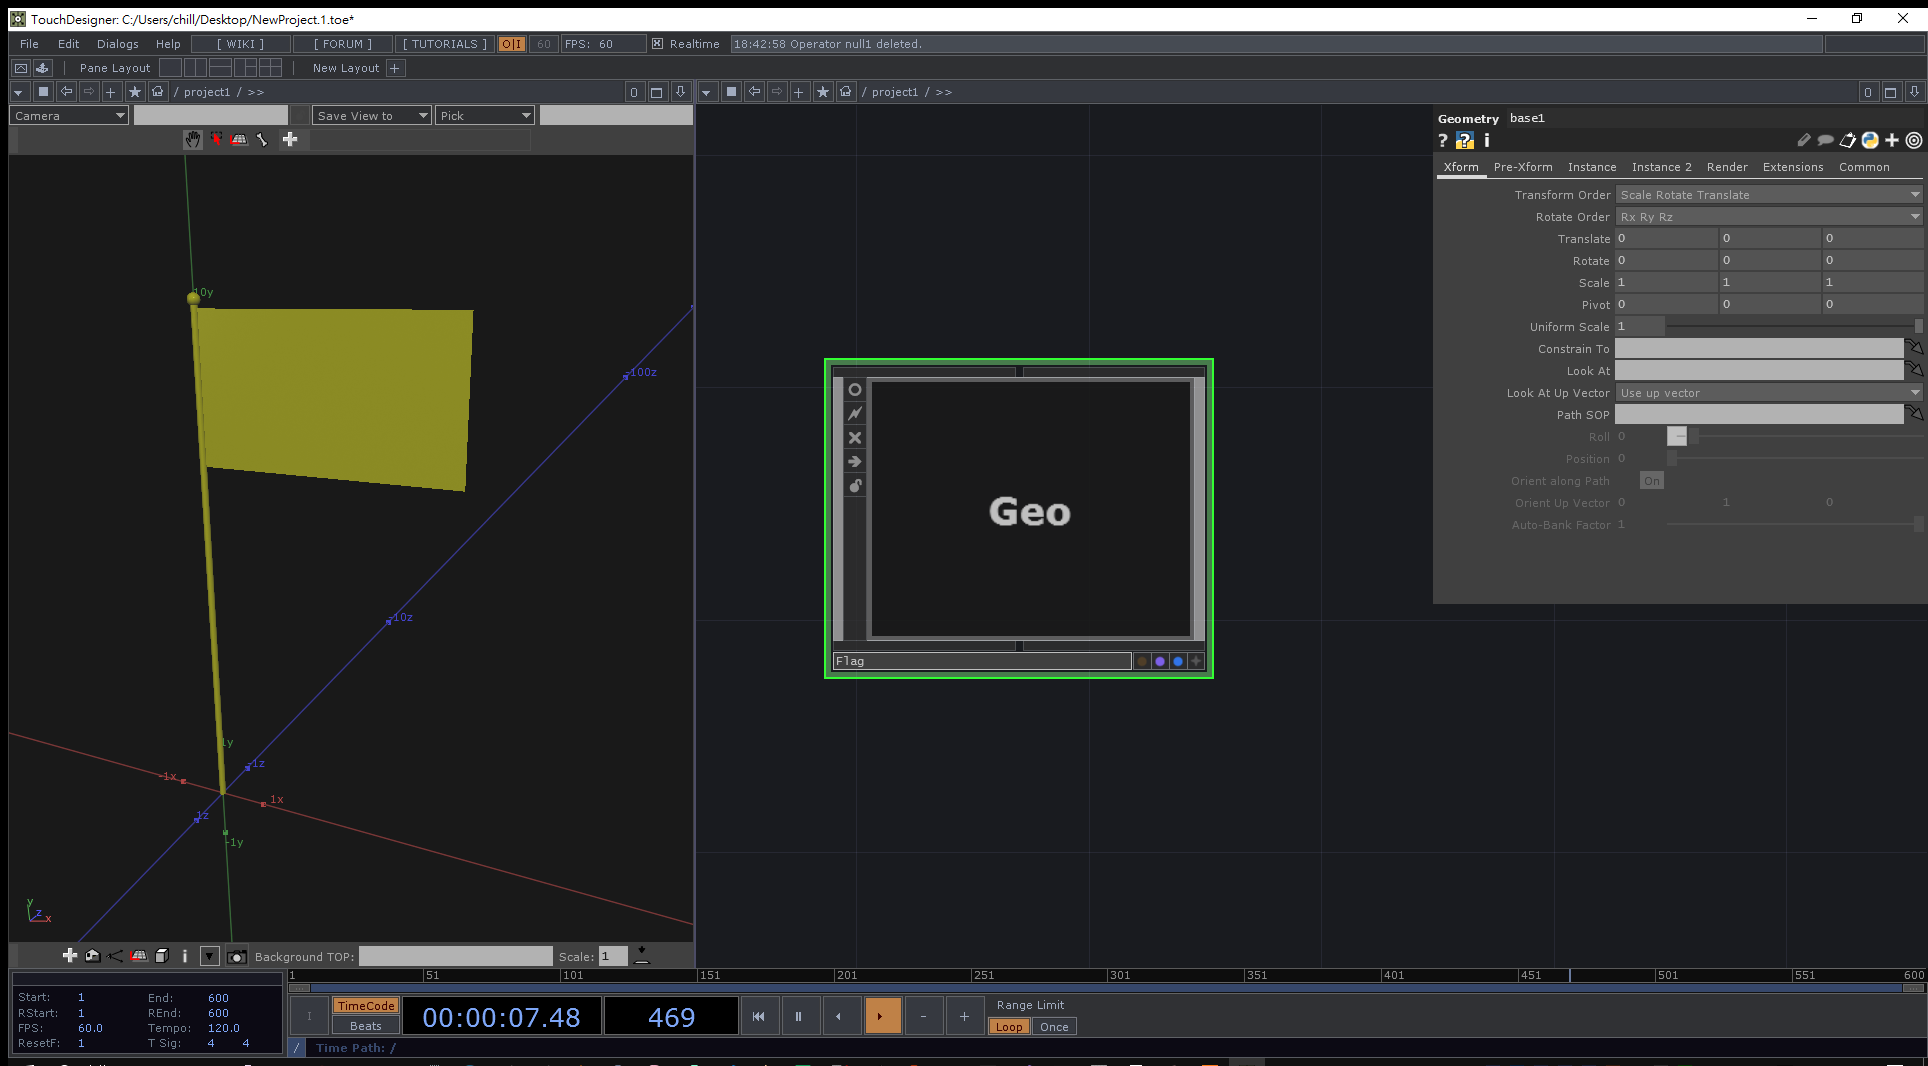 TouchDesigner: C:/Users/chill/Desktop/NewProject.1.toe*
File Edit Dialogs Help [ WIKI ] [ FORUM ] [ TUTORIALS ] O|I 60 FPS: 60 Realtime 18:42:58 Operator null1 deleted.
Pane Layout New Layout +
/ project1 / >> 0
/ project1 / >> 0
Camera Save View to Pick
10y
-100z
-10z
1y
-1z
-1x
1x
1z
-1y
y
z
x
Background TOP: Scale: 1
Geo
Flag
Geometry base1
? ? i
Xform Pre-Xform Instance Instance 2 Render Extensions Common
Transform Order Scale Rotate Translate
Rotate Order Rx Ry Rz
Translate 0 0 0
Rotate 0 0 0
Scale 1 1 1
Pivot 0 0 0
Uniform Scale 1
Constrain To
Look At
Look At Up Vector Use up vector
Path SOP
Roll 0
Position 0
Orient along Path On
Orient Up Vector 0 1 0
Auto-Bank Factor 1
1 51 101 151 201 251 301 351 401 451 501 551 600
Start: 1 End: 600
RStart: 1 REnd: 600
FPS: 60.0 Tempo: 120.0
ResetF: 1 T Sig: 4 4
I
TimeCode
Beats
00:00:07.48
469
- +
Range Limit
Loop Once
/ Time Path: /